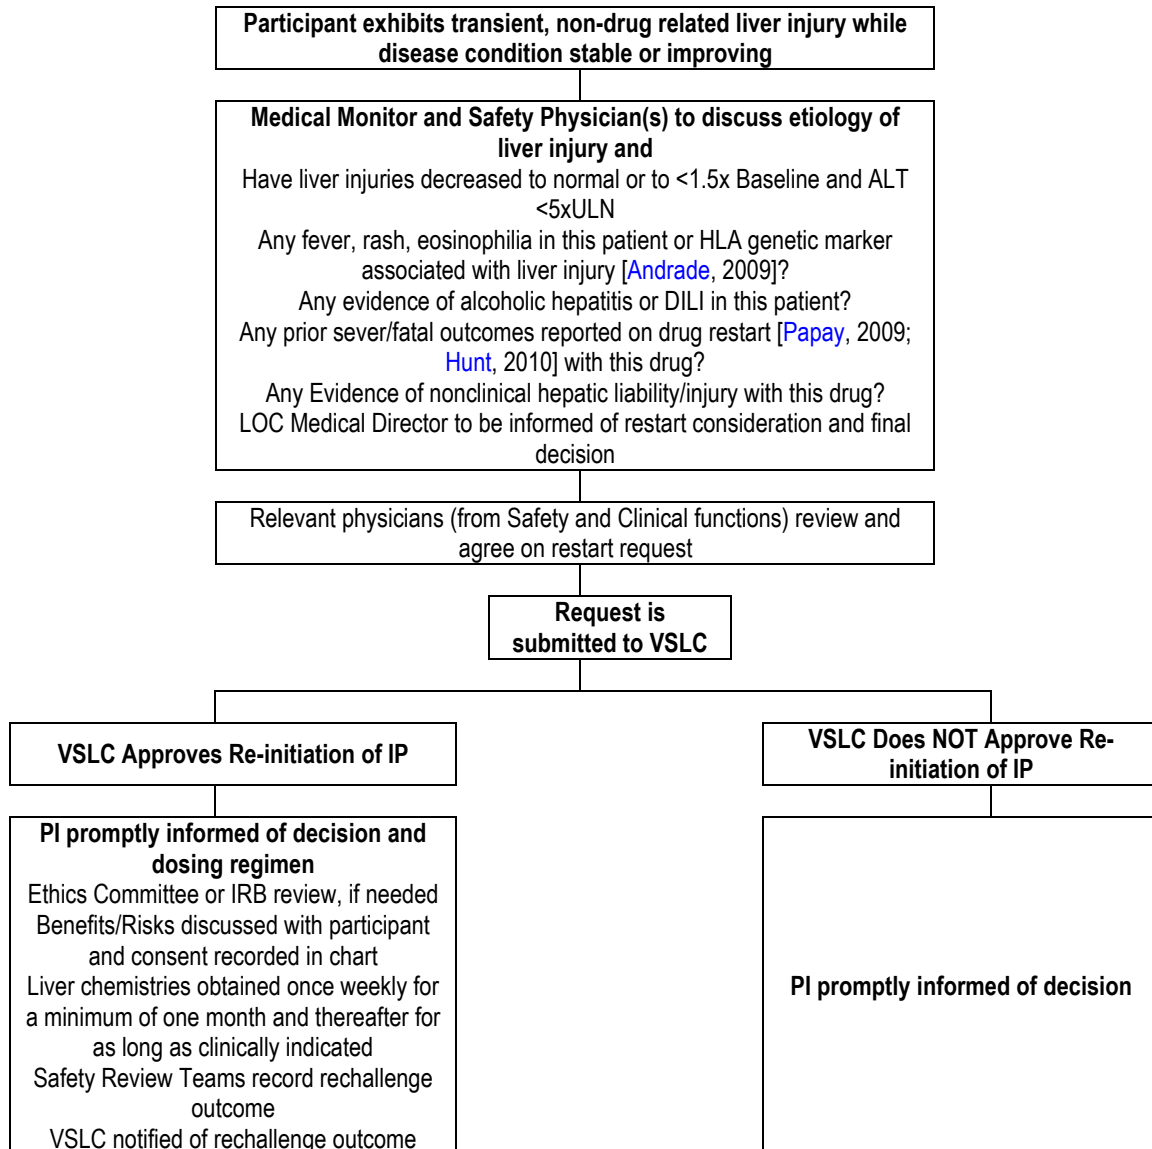 Participant exhibits transient, non-drug related liver injury while
disease condition stable or improving
Medical Monitor and Safety Physician(s) to discuss etiology of
liver injury and
Have liver injuries decreased to normal or to <1.5x Baseline and ALT
<5xULN
Any fever, rash, eosinophilia in this patient or HLA genetic marker
associated with liver injury [Andrade, 2009]?
Any evidence of alcoholic hepatitis or DILI in this patient?
Any prior sever/fatal outcomes reported on drug restart [Papay, 2009;
Hunt, 2010] with this drug?
Any Evidence of nonclinical hepatic liability/injury with this drug?
LOC Medical Director to be informed of restart consideration and final
decision
Relevant physicians (from Safety and Clinical functions) review and
agree on restart request
Request is
submitted to VSLC
VSLC Approves Re-initiation of IP
PI promptly informed of decision and
dosing regimen
Ethics Committee or IRB review, if needed
Benefits/Risks discussed with participant
and consent recorded in chart
Liver chemistries obtained once weekly for
a minimum of one month and thereafter for
as long as clinically indicated
Safety Review Teams record rechallenge
outcome
VSLC notified of rechallenge outcome
VSLC Does NOT Approve Re-
initiation of IP
PI promptly informed of decision